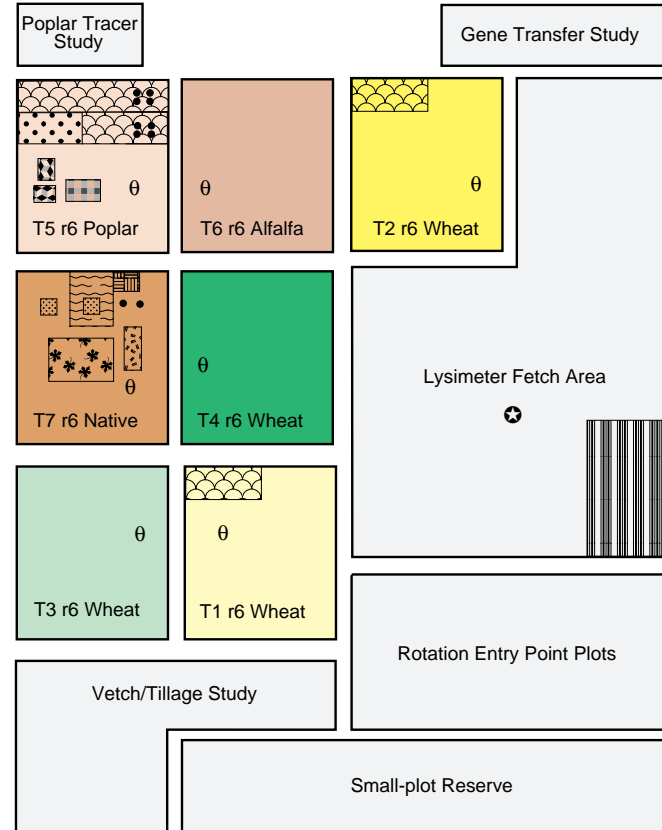 Poplar Tracer
Study
Gene Transfer Study
θ
T5 r6 Poplar
θ
T6 r6 Alfalfa
θ
T2 r6 Wheat
θ
T7 r6 Native
θ
T4 r6 Wheat
Lysimeter Fetch Area
θ
T3 r6 Wheat
θ
T1 r6 Wheat
Rotation Entry Point Plots
Vetch/Tillage Study
Small-plot Reserve